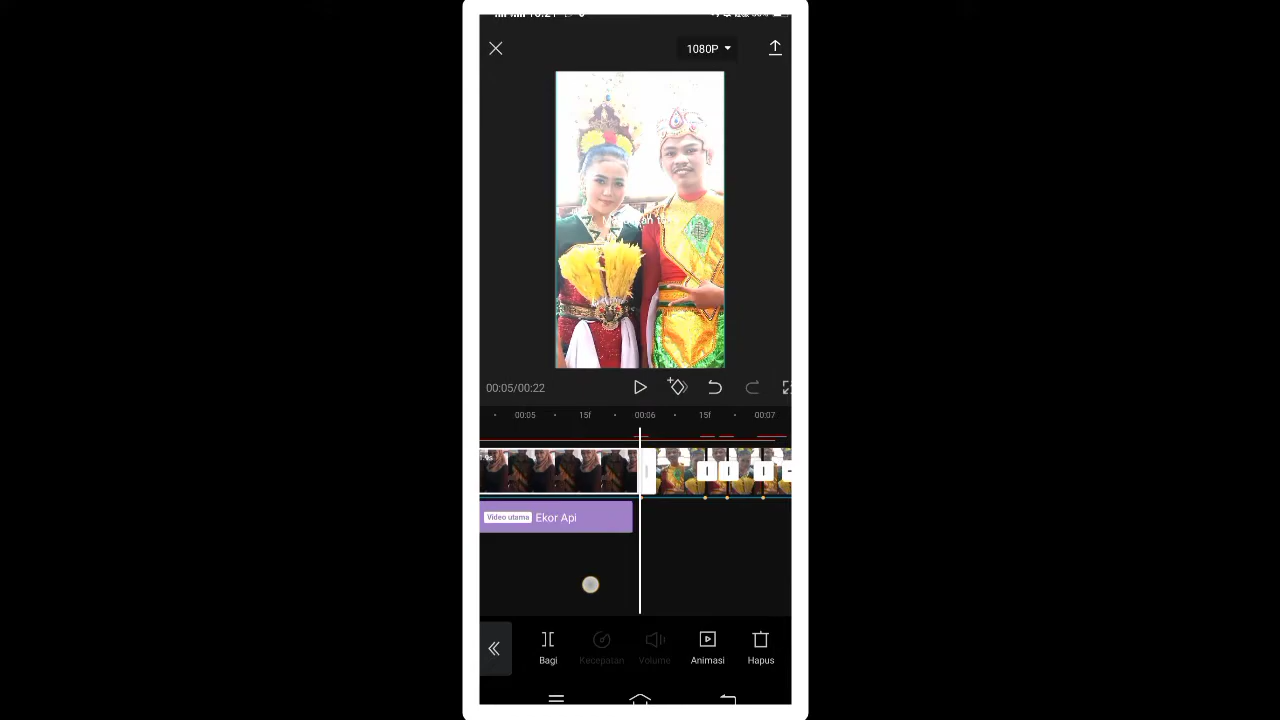 1080P
00:05/00:22
00:05
15f
00:06
15f
00:07
Video utama
Ekor Api
Bagi
Kecepatan
Volume
Animasi
Hapus